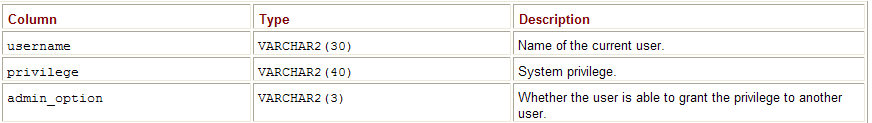 Column Type Description
username VARCHAR2(30) Name of the current user.
privilege VARCHAR2(40) System privilege.
admin_option VARCHAR2(3) Whether the user is able to grant the privilege to another
user.